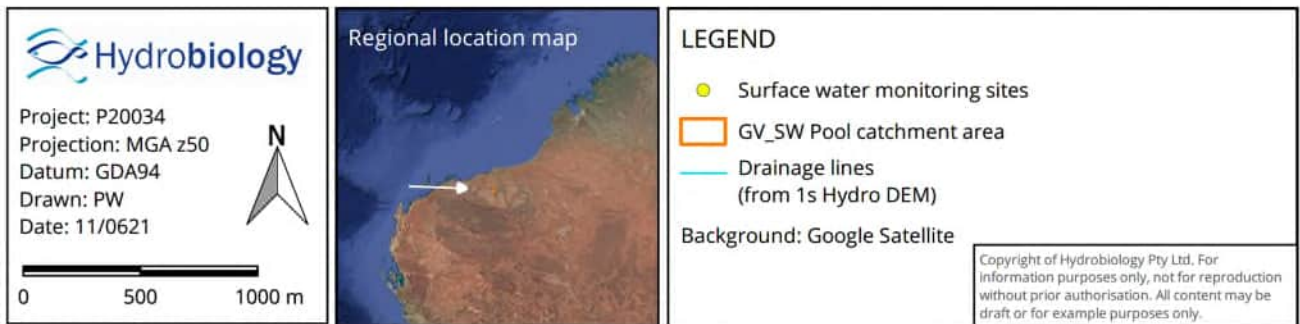 Hydrobiology
Project: P20034
Projection: MGA z50
Datum: GDA94
Drawn: PW
Date: 11/0621
N
0 500 1000 m
Regional location map
LEGEND
Surface water monitoring sites
GV_SW Pool catchment area
Drainage lines
(from 1s Hydro DEM)
Background: Google Satellite
Copyright of Hydrobiology Pty Ltd. For
information purposes only, not for reproduction
without prior authorisation. All content may be
draft or for example purposes only.